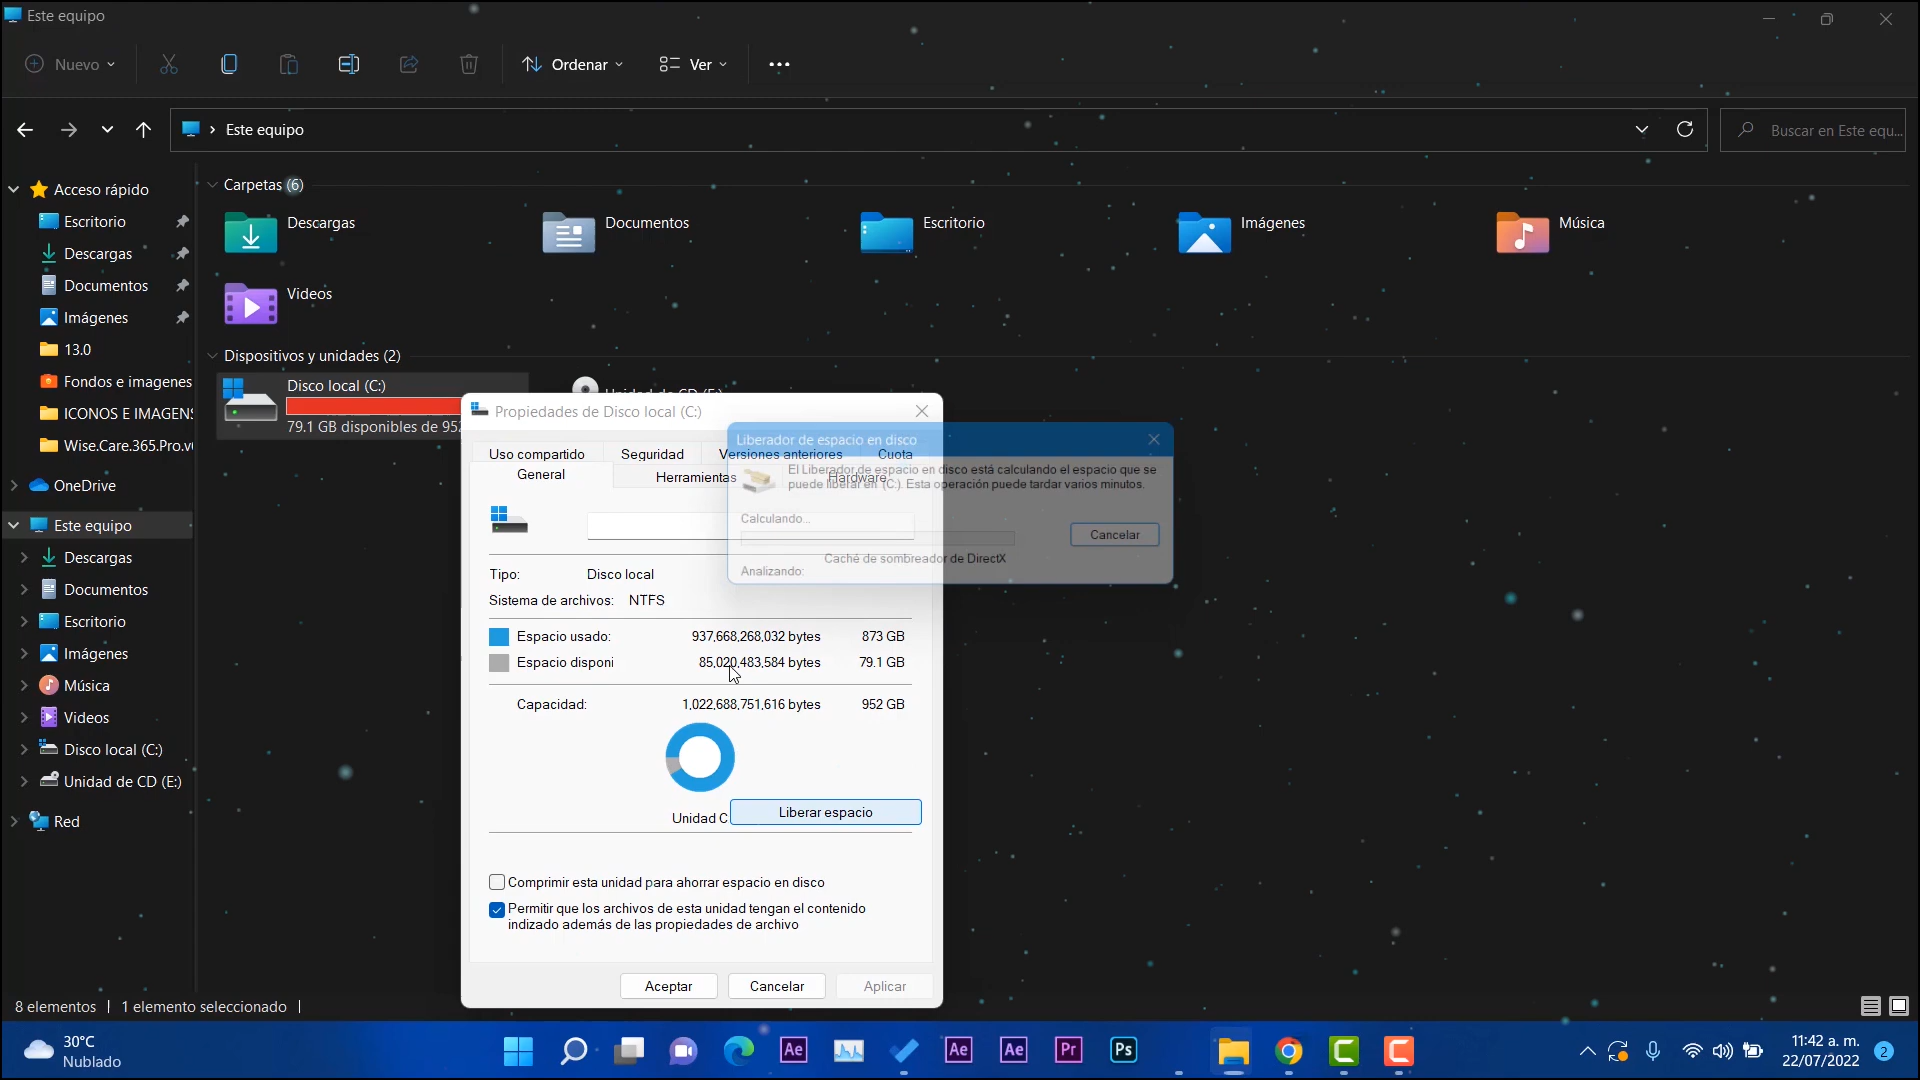 Este equipo
Nuevo
Ordenar
Ver
Este equipo
Buscar en Este equ...
Acceso rápido
Escritorio
Descargas
Documentos
Imágenes
13.0
Fondos e imagenes
ICONOS E IMAGENS
Wise.Care.365.Pro.v
OneDrive
Este equipo
Descargas
Documentos
Escritorio
Imágenes
Música
Videos
Disco local (C:)
Unidad de CD (E:)
Red
Carpetas (6)
Descargas
Documentos
Escritorio
Imágenes
Música
Videos
Dispositivos y unidades (2)
Disco local (C:)
79.1 GB disponibles de 952
Unidad de CD (E:)
Propiedades de Disco local (C:)
Uso compartido
Seguridad
Versiones anteriores
Cuota
General
Herramientas
Hardware
Tipo:
Disco local
Sistema de archivos:
NTFS
Espacio usado:
937,668,268,032 bytes
873 GB
Espacio disponi
85,020,483,584 bytes
79.1 GB
Capacidad:
1,022,688,751,616 bytes
952 GB
Unidad C
Liberar espacio
Comprimir esta unidad para ahorrar espacio en disco
Permitir que los archivos de esta unidad tengan el contenido
indizado además de las propiedades de archivo
Aceptar
Cancelar
Aplicar
Liberador de espacio en disco
El Liberador de espacio en disco está calculando el espacio que se
puede liberar en (C:). Esta operación puede tardar varios minutos.
Calculando...
Cancelar
Caché de sombreador de DirectX
Analizando:
8 elementos
1 elemento seleccionado
30°C
Nublado
Ae
Ae
Ae
Pr
Ps
C
C
11:42 a. m.
22/07/2022
2